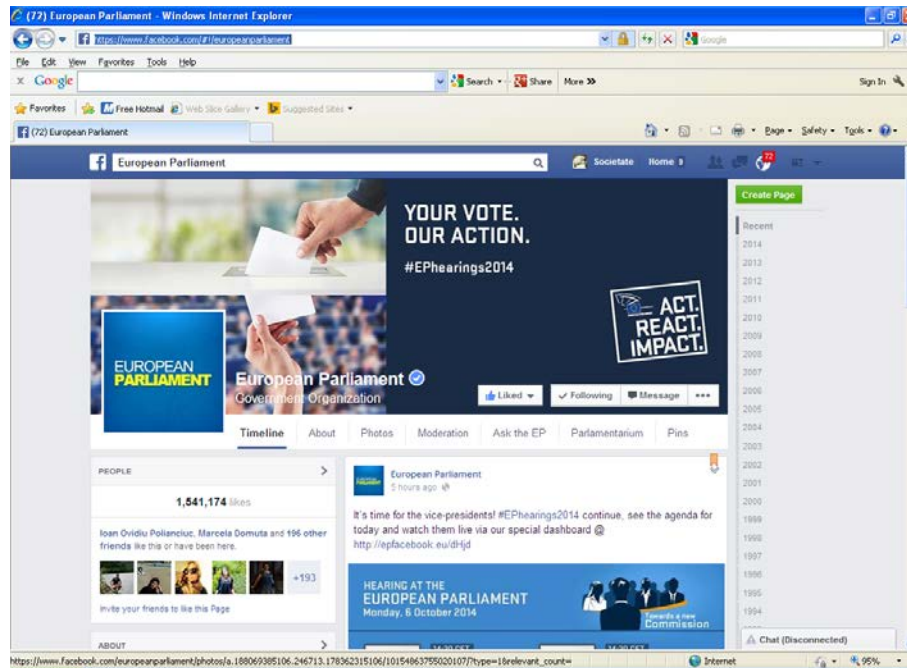 (72) European Parliament - Windows Internet Explorer
https://www.facebook.com/#!/europeanparliament
Google
File Edit View Favorites Tools Help
x Google Search Share More >> Sign In
Favorites Free Hotmail Web Slice Gallery Suggested Sites
(72) European Parliament Page Safety Tools
European Parliament Societate Home 9 72
Create Page
YOUR VOTE.
OUR ACTION.
#EPhearings2014
ACT.
REACT.
IMPACT.
EUROPEAN
PARLIAMENT
European Parliament
Government Organization
Liked Following Message
Timeline About Photos Moderation Ask the EP Parlamentarium Pins
PEOPLE
1,541,174 likes
Ioan Ovidiu Polianciuc, Marcela Domuta and 196 other
friends like this or have been here.
+193
Invite your friends to like this Page
ABOUT
European Parliament
5 hours ago
It's time for the vice-presidents! #EPhearings2014 continue, see the agenda for
today and watch them live via our special dashboard @
http://epfacebook.eu/dHjd
HEARING AT THE
EUROPEAN PARLIAMENT
Monday, 6 October 2014
Towards a new
Commission
Recent
2014
2013
2012
2011
2010
2009
2008
2007
2006
2005
2004
2003
2002
2001
2000
1999
1998
1997
1996
1995
1994
Chat (Disconnected)
https://www.facebook.com/europeanparliament/photos/a.188069385106.246713.178362315106/10154863755020107/?type=1&relevant_count=
Internet 95%